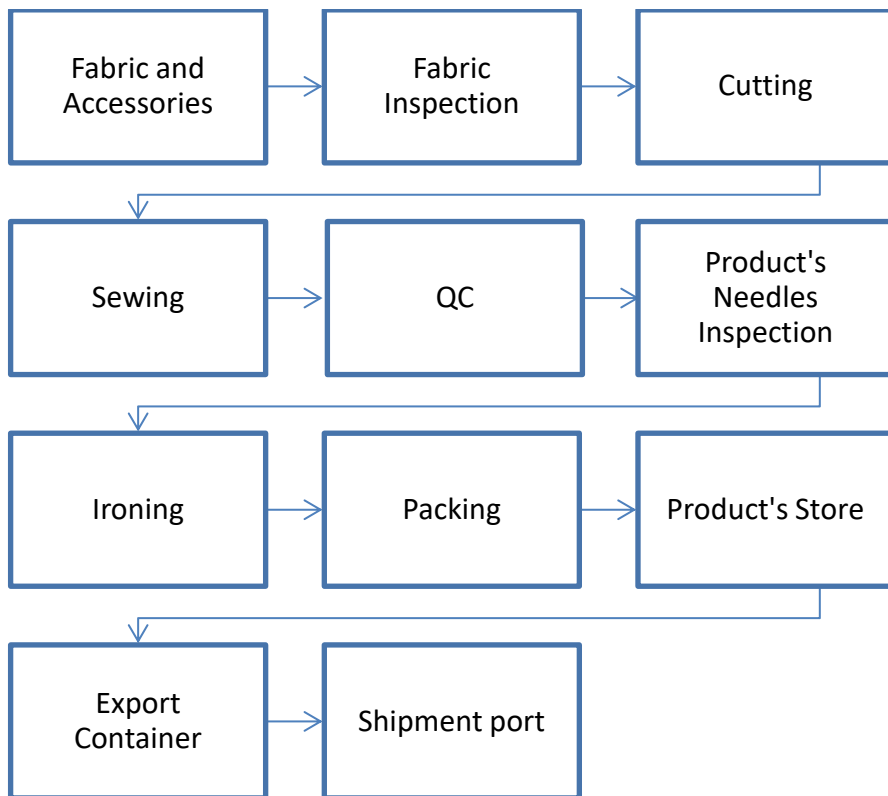 Fabric and
Accessories
Fabric
Inspection
Cutting
Sewing
QC
Product's
Needles
Inspection
Ironing
Packing
Product's Store
Export
Container
Shipment port